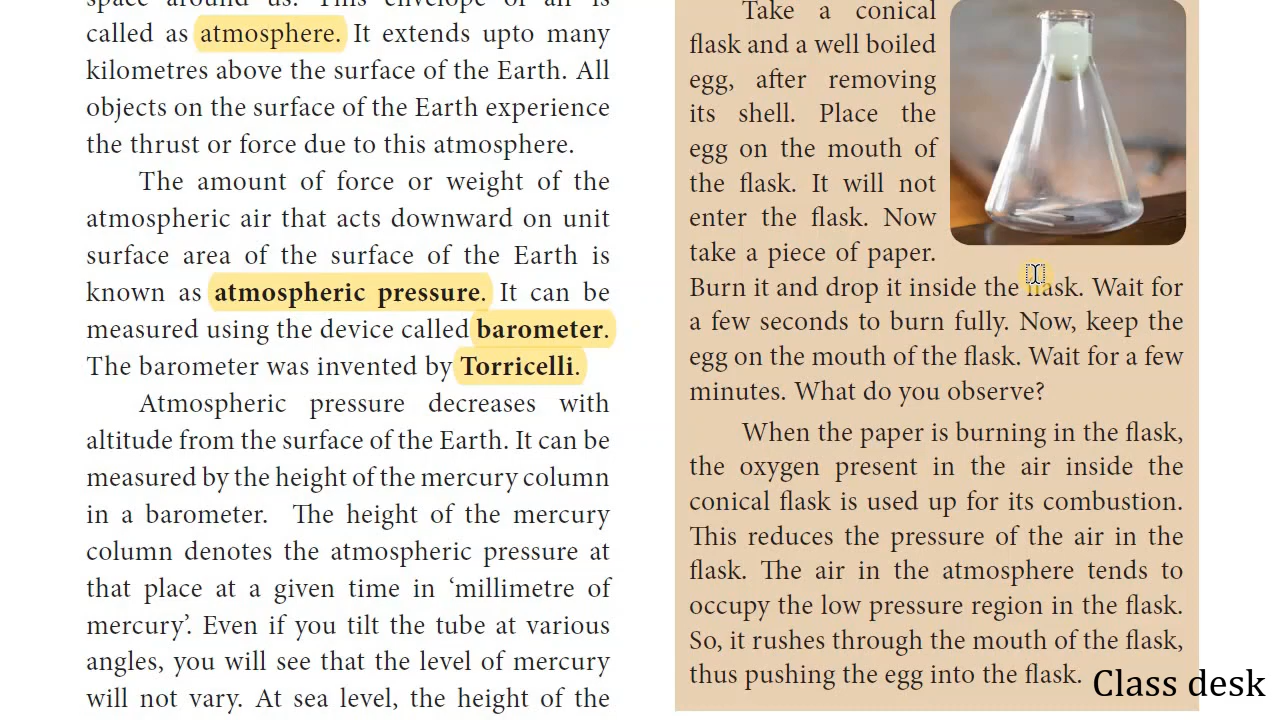 space around us. This envelope of air is
called as atmosphere. It extends upto many
kilometres above the surface of the Earth. All
objects on the surface of the Earth experience
the thrust or force due to this atmosphere.
The amount of force or weight of the
atmospheric air that acts downward on unit
surface area of the surface of the Earth is
known as atmospheric pressure. It can be
measured using the device called barometer.
The barometer was invented by Torricelli.
Atmospheric pressure decreases with
altitude from the surface of the Earth. It can be
measured by the height of the mercury column
in a barometer. The height of the mercury
column denotes the atmospheric pressure at
that place at a given time in ‘millimetre of
mercury’. Even if you tilt the tube at various
angles, you will see that the level of mercury
will not vary. At sea level, the height of the
Take a conical
flask and a well boiled
egg, after removing
its shell. Place the
egg on the mouth of
the flask. It will not
enter the flask. Now
take a piece of paper.
Burn it and drop it inside the flask. Wait for
a few seconds to burn fully. Now, keep the
egg on the mouth of the flask. Wait for a few
minutes. What do you observe?
When the paper is burning in the flask,
the oxygen present in the air inside the
conical flask is used up for its combustion.
This reduces the pressure of the air in the
flask. The air in the atmosphere tends to
occupy the low pressure region in the flask.
So, it rushes through the mouth of the flask,
thus pushing the egg into the flask.
Class desk